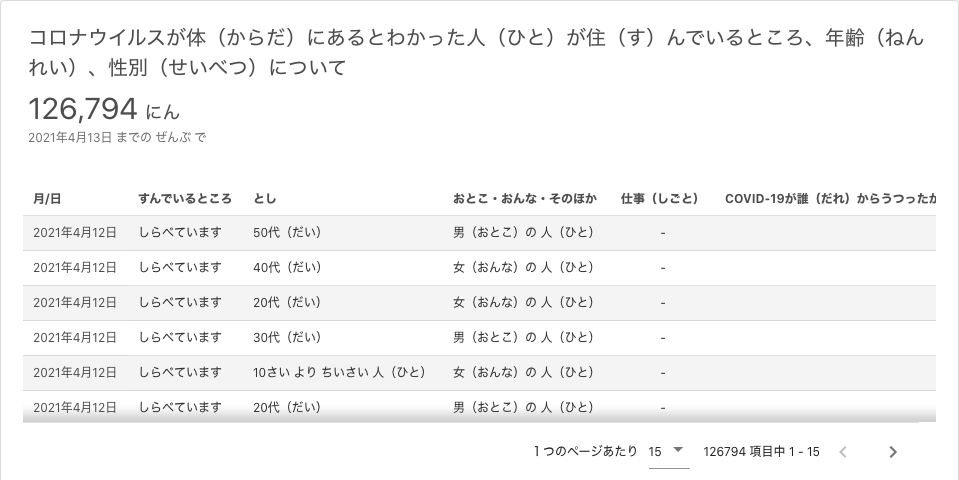 コロナウイルスが体（からだ）にあるとわかった人（ひと）が住（す）んでいるところ、年齢（ねん
れい）、性別（せいべつ）について
126,794 にん
2021年4月13日 までの ぜんぶ で
月/日 すんでいるところ とし おとこ・おんな・そのほか 仕事（しごと） COVID-19が誰（だれ）からうつったか
2021年4月12日 しらべています 50代（だい） 男（おとこ）の 人（ひと） -
2021年4月12日 しらべています 40代（だい） 女（おんな）の 人（ひと） -
2021年4月12日 しらべています 20代（だい） 女（おんな）の 人（ひと） -
2021年4月12日 しらべています 30代（だい） 男（おとこ）の 人（ひと） -
2021年4月12日 しらべています 10さい より ちいさい 人（ひと） 女（おんな）の 人（ひと） -
2021年4月12日 しらべています 20代（だい） 男（おとこ）の 人（ひと） -
1 つのページあたり 15 126794 項目中 1 - 15